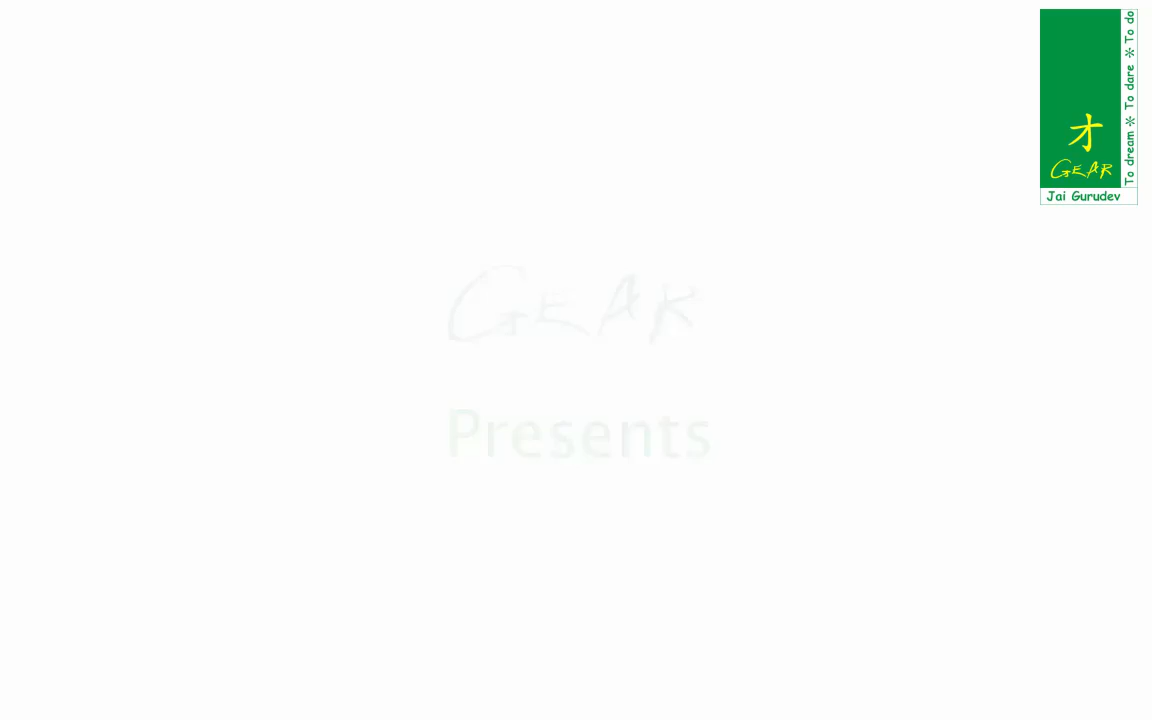 To dream ✼ To dare ✼ To do
才
GEAR
Jai Gurudev
GEAR
Presents